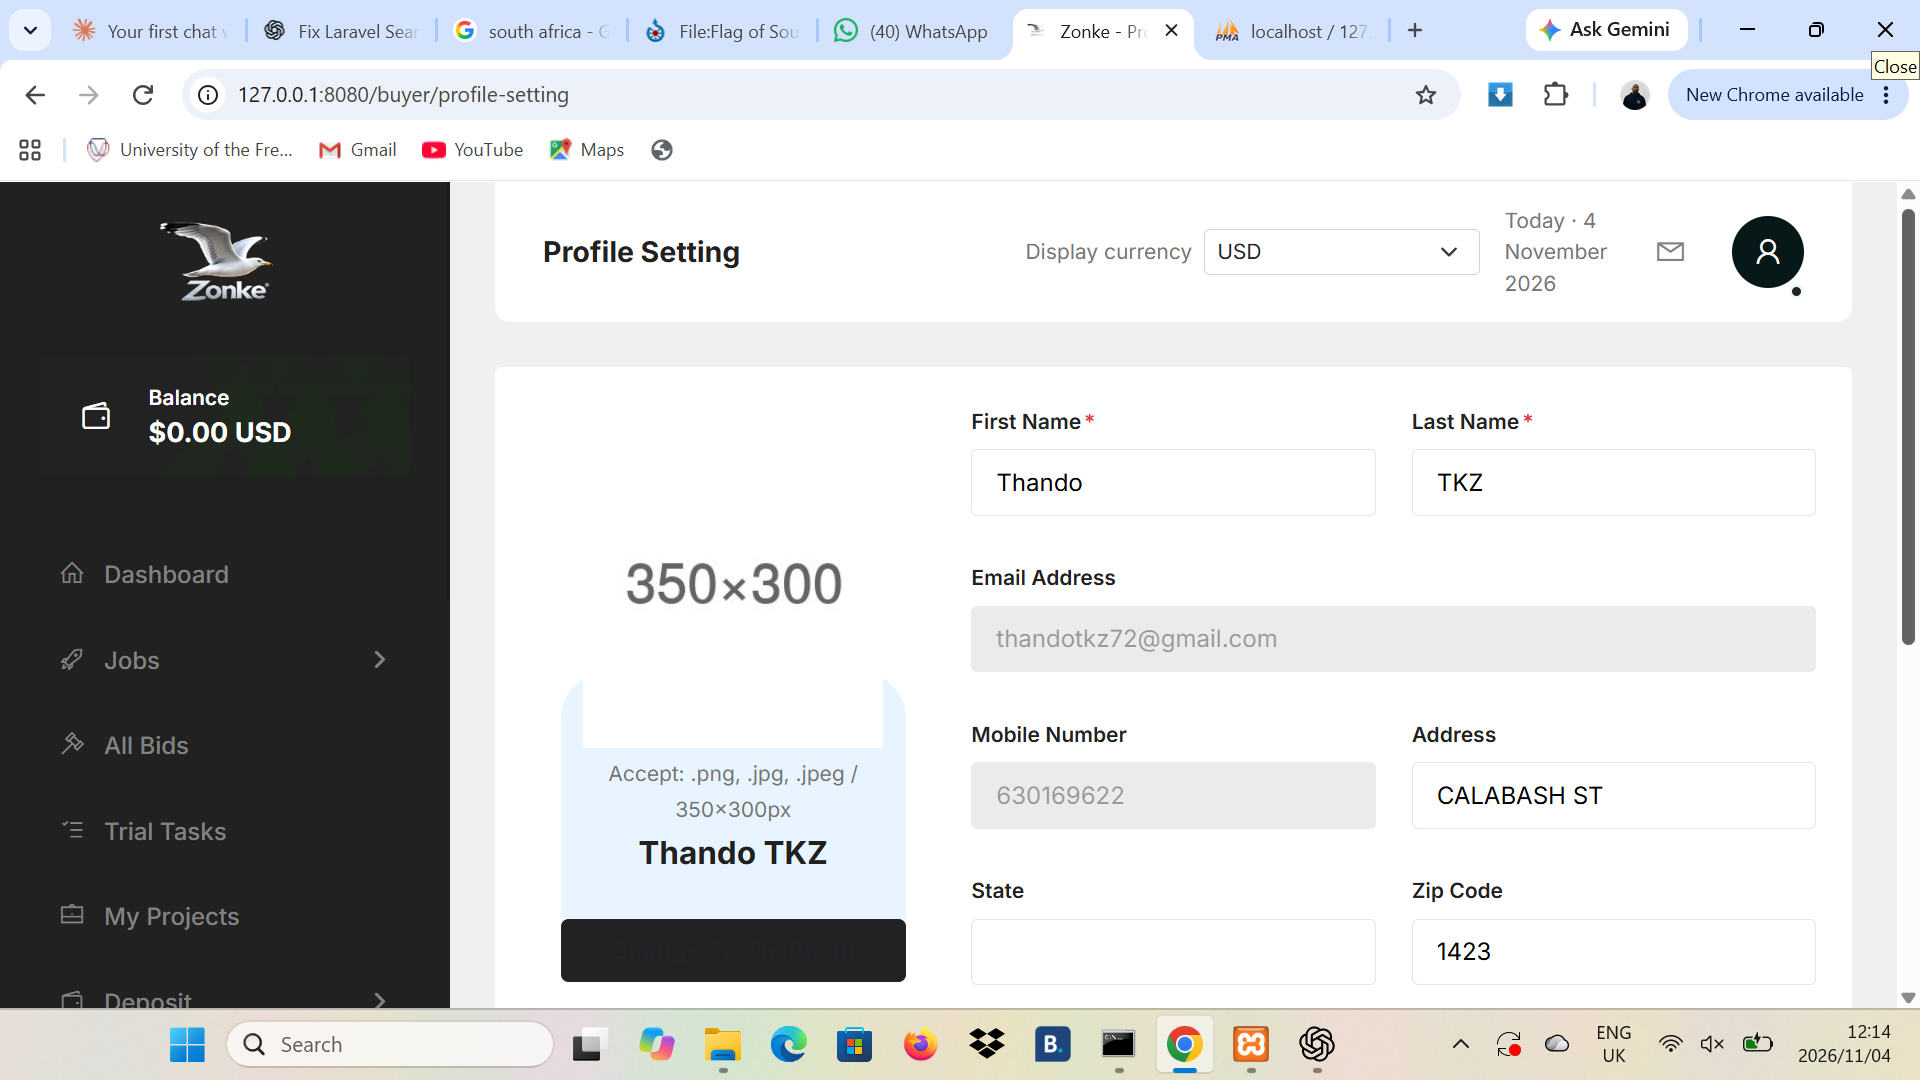 Your first chat w
Fix Laravel Sear
south africa - G
File:Flag of Sou
(40) WhatsApp
Zonke - Pro
localhost / 127.
Ask Gemini
Close
127.0.0.1:8080/buyer/profile-setting
New Chrome available
University of the Fre...
Gmail
YouTube
Maps
Zonke
Balance
$0.00 USD
Dashboard
Jobs
All Bids
Trial Tasks
My Projects
Deposit
Profile Setting
Display currency
USD
Today · 4
November
2026
350×300
Accept: .png, .jpg, .jpeg /
350×300px
Thando TKZ
First Name*
Thando
Last Name*
TKZ
Email Address
thandotkz72@gmail.com
Mobile Number
630169622
Address
CALABASH ST
State
Zip Code
1423
Search
PMA
B.
ENG
UK
12:14
2026/11/04